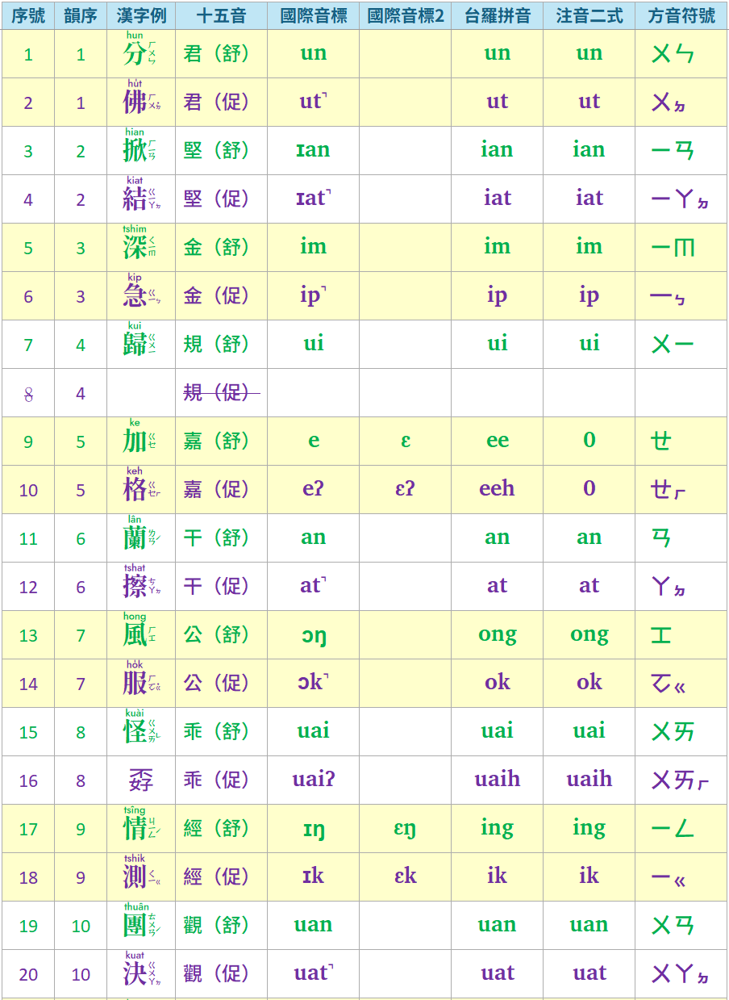 序號 韻序 漢字例 十五音 國際音標 國際音標2 台羅拼音 注音二式 方音符號
1 1 hun 分 ㄏㄨㄣ 君（舒） un un un ㄨㄣ
2 1 hu̍t 佛 ㄏㄨㆵ˙ 君（促） ut⌝ ut ut ㄨㆵ
3 2 hian 掀 ㄏㄧㄢ 堅（舒） ɪan ian ian ㄧㄢ
4 2 kiat 結 ㄍㄧㄚㆵ 堅（促） ɪat⌝ iat iat ㄧㄚㆵ
5 3 tshim 深 ㄑㄧㆬ 金（舒） im im im ㄧㆬ
6 3 kip 急 ㄍㄧㆴ 金（促） ip⌝ ip ip ㄧㆴ
7 4 kui 歸 ㄍㄨㄧ 規（舒） ui ui ui ㄨㄧ
8 4 規（促）
9 5 ke 加 ㄍㄝ 嘉（舒） e ɛ ee 0 ㄝ
10 5 keh 格 ㄍㄝㆷ 嘉（促） eʔ ɛʔ eeh 0 ㄝㆷ
11 6 lân 蘭 ㄌㄢˊ 干（舒） an an an ㄢ
12 6 tshat 擦 ㄘㄚㆵ 干（促） at⌝ at at ㄚㆵ
13 7 hong 風 ㄏㆲ 公（舒） ɔŋ ong ong ㆲ
14 7 ho̍k 服 ㄏㆦㆻ˙ 公（促） ɔk⌝ ok ok ㆦㆻ
15 8 kuài 怪 ㄍㄨㄞ˪ 乖（舒） uai uai uai ㄨㄞ
16 8 孬 乖（促） uaiʔ uaih uaih ㄨㄞㆷ
17 9 tsîng 情 ㄐㄧㄥˊ 經（舒） ɪŋ ɛŋ ing ing ㄧㄥ
18 9 tshik 測 ㄑㄧㆻ 經（促） ɪk ɛk ik ik ㄧㆻ
19 10 thuân 團 ㄊㄨㄢˊ 觀（舒） uan uan uan ㄨㄢ
20 10 kuat 決 ㄍㄨㄚㆵ 觀（促） uat⌝ uat uat ㄨㄚㆵ